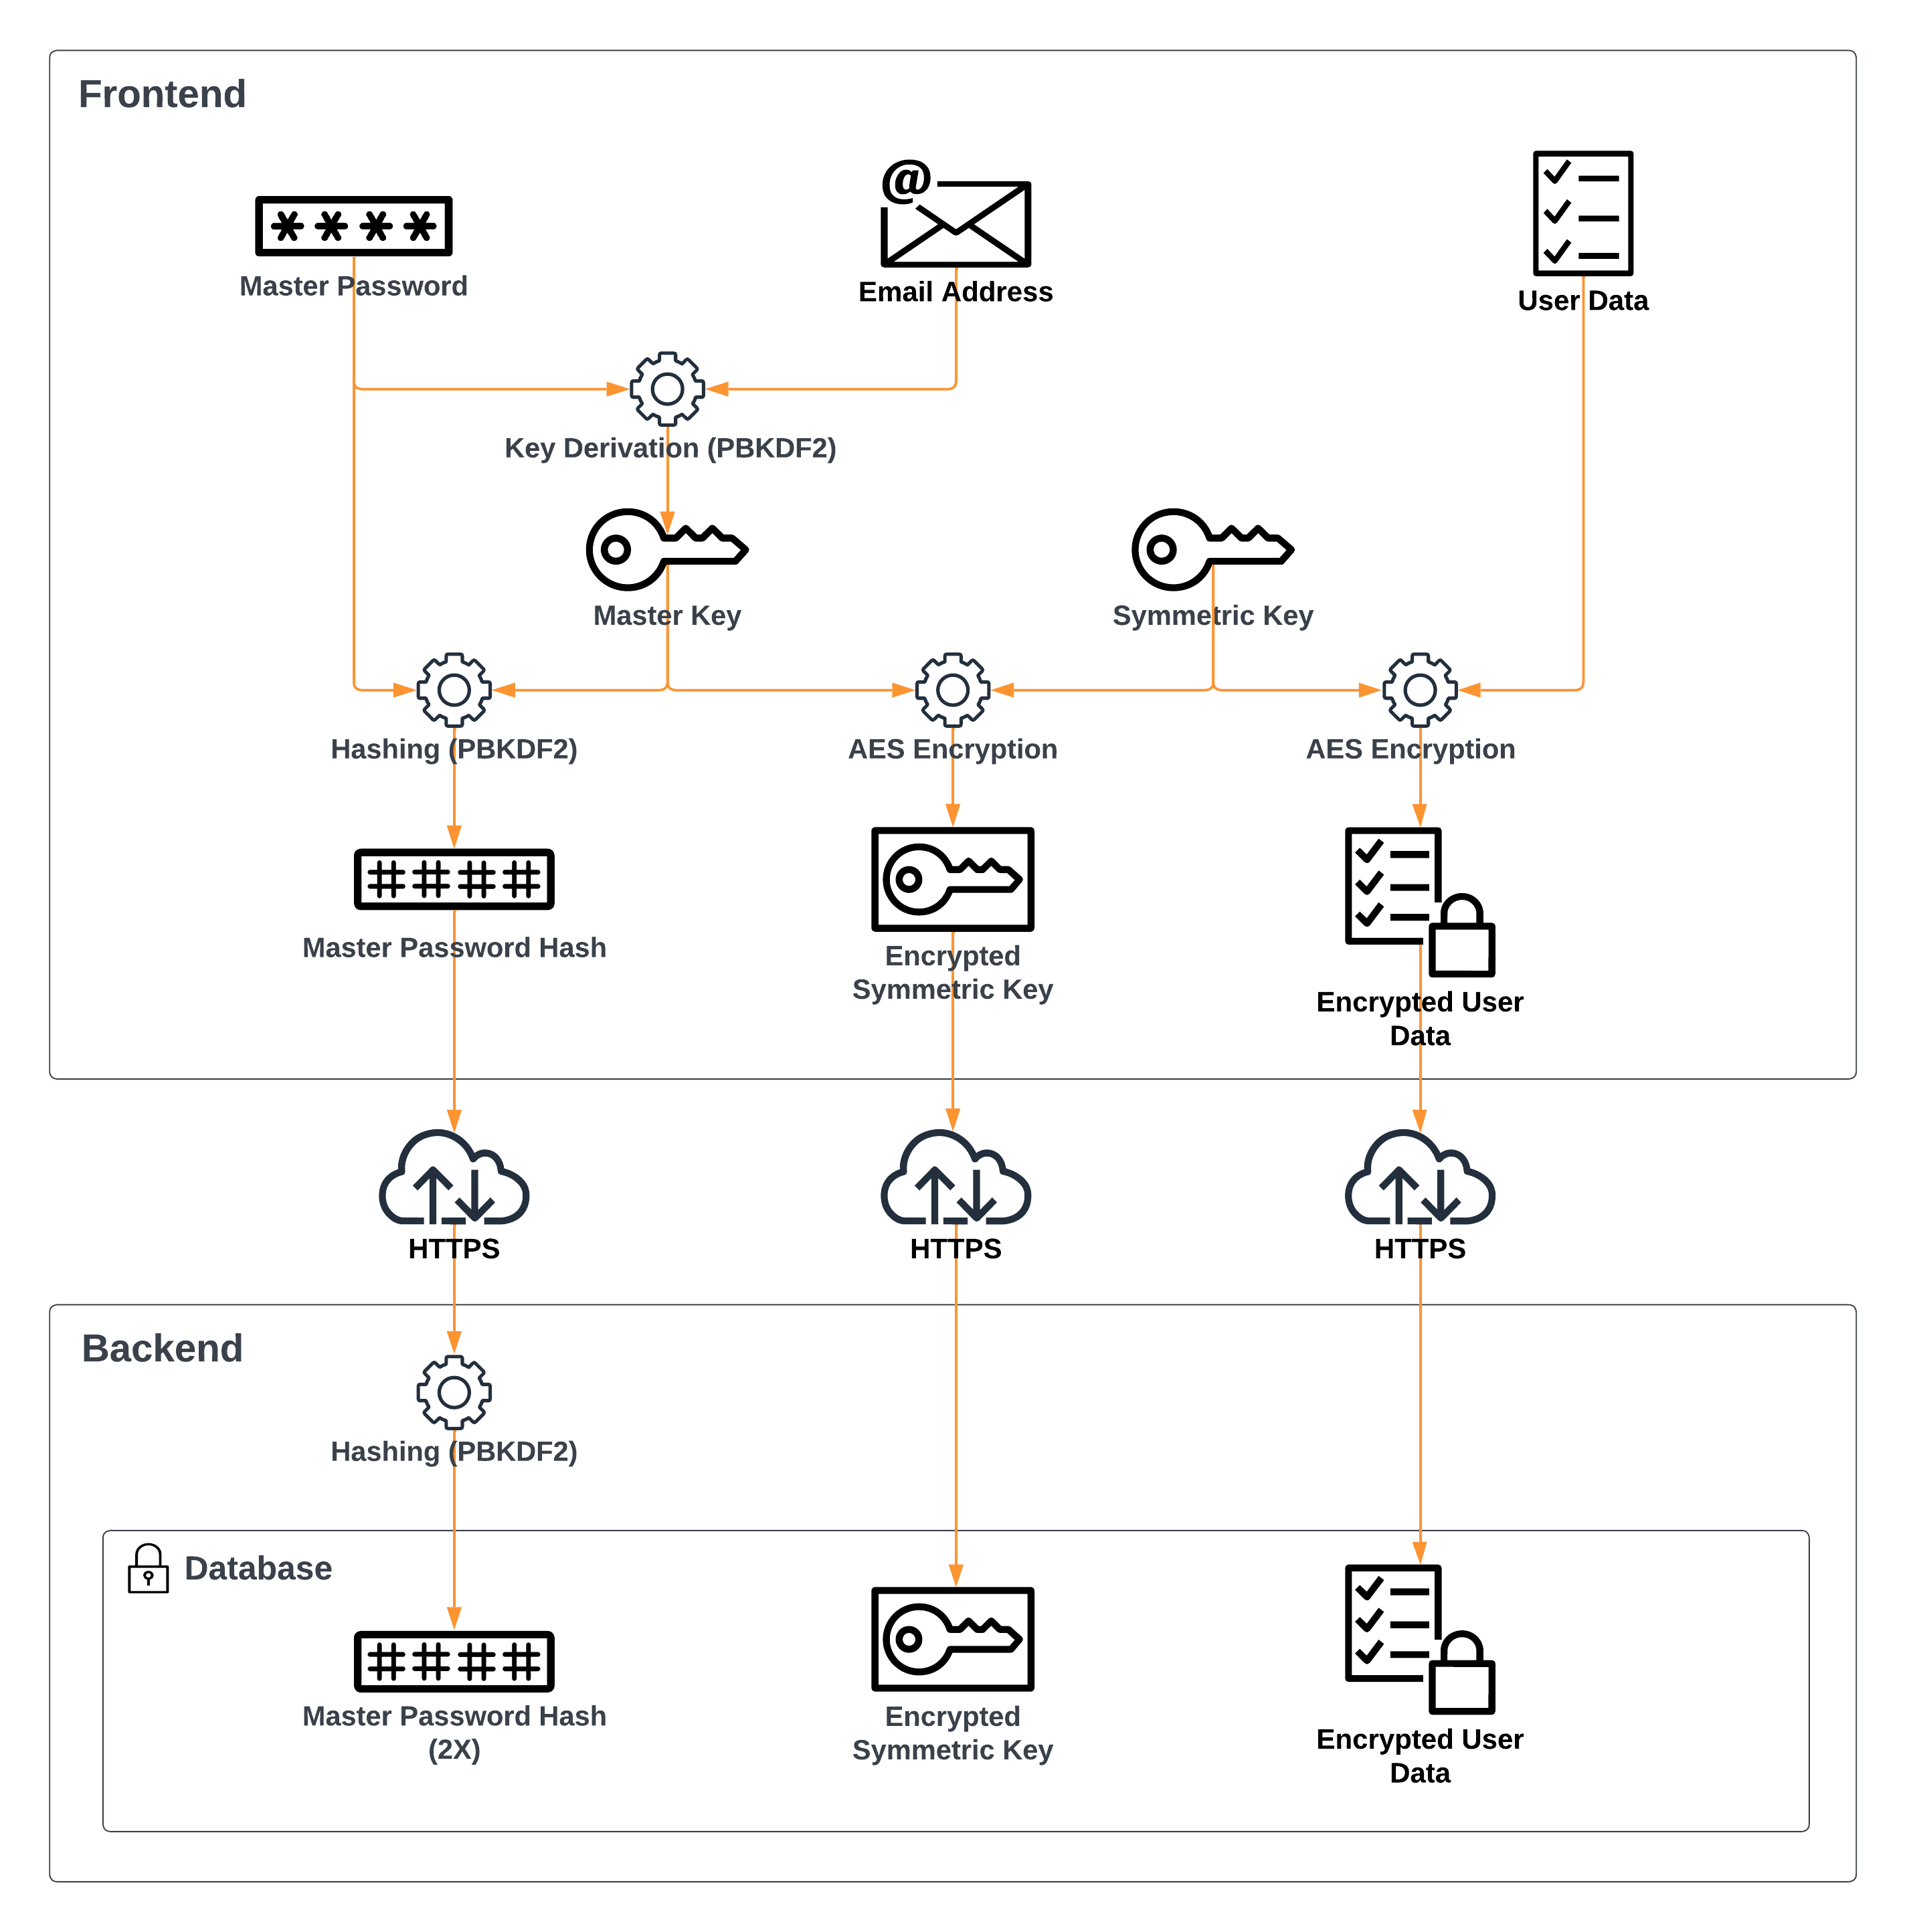 Frontend
****
Master Password
@
Email Address
User Data
Key Derivation (PBKDF2)
Master Key
Symmetric Key
Hashing (PBKDF2)
AES Encryption
AES Encryption
####
Master Password Hash
Encrypted
Symmetric Key
Encrypted User
Data
HTTPS
HTTPS
HTTPS
Backend
Hashing (PBKDF2)
Database
####
Master Password Hash
(2X)
Encrypted
Symmetric Key
Encrypted User
Data